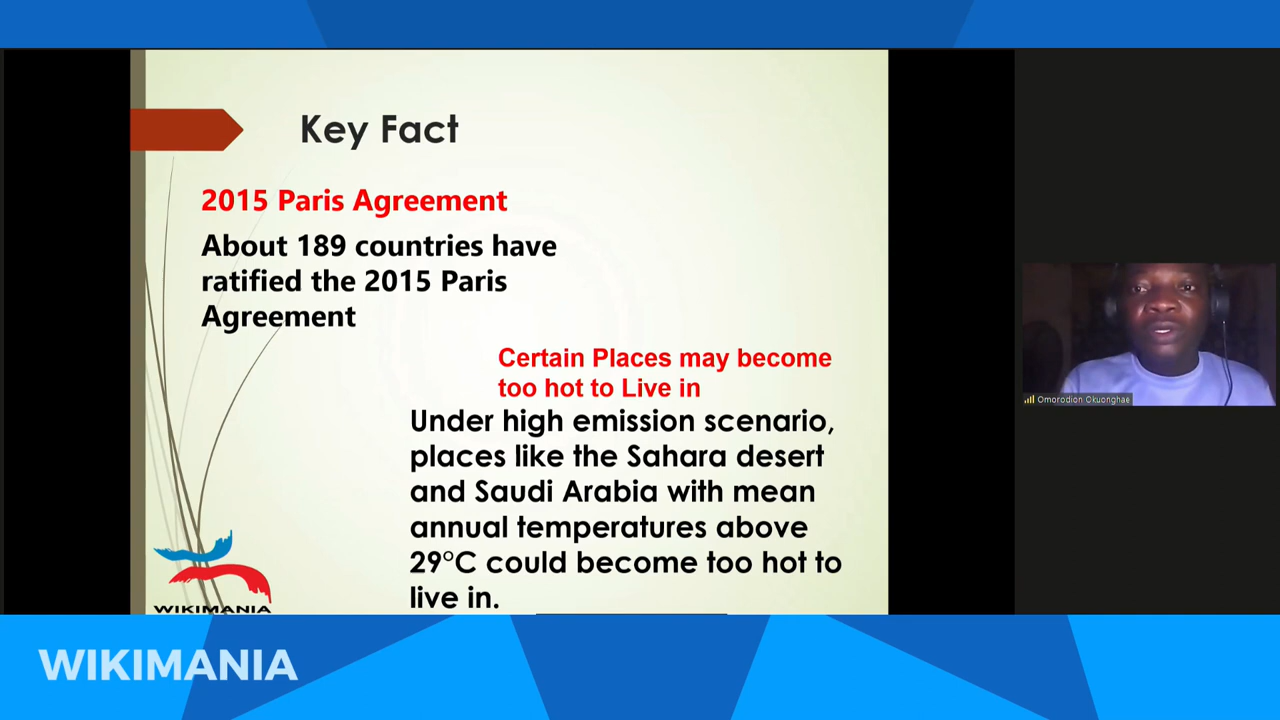 Key Fact
2015 Paris Agreement
About 189 countries have
ratified the 2015 Paris
Agreement
Certain Places may become
too hot to Live in
Under high emission scenario,
places like the Sahara desert
and Saudi Arabia with mean
annual temperatures above
29°C could become too hot to
live in.
WIKIMANIA
Omorodion Okuonghae
WIKIMANIA